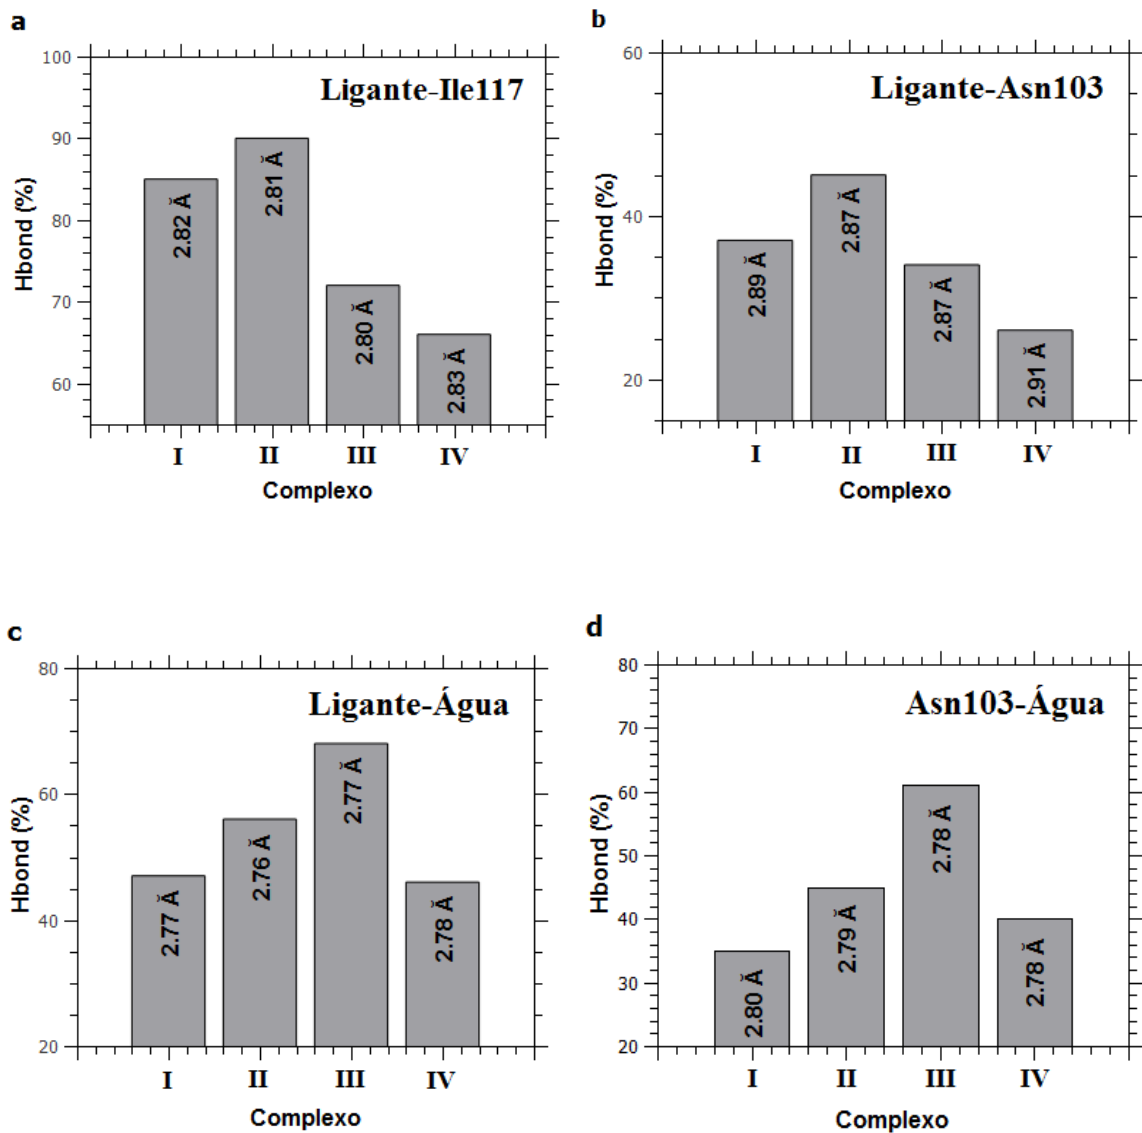 a
Ligante-Ile117
Hbond (%)
100
90
80
70
60
2.82 Å
2.81 Å
2.80 Å
2.83 Å
I II III IV
Complexo
b
Ligante-Asn103
Hbond (%)
60
40
20
2.89 Å
2.87 Å
2.87 Å
2.91 Å
I II III IV
Complexo
c
Ligante-Água
Hbond (%)
80
60
40
20
2.77 Å
2.76 Å
2.77 Å
2.78 Å
I II III IV
Complexo
d
Asn103-Água
Hbond (%)
80
70
60
50
40
30
20
2.80 Å
2.79 Å
2.78 Å
2.78 Å
I II III IV
Complexo